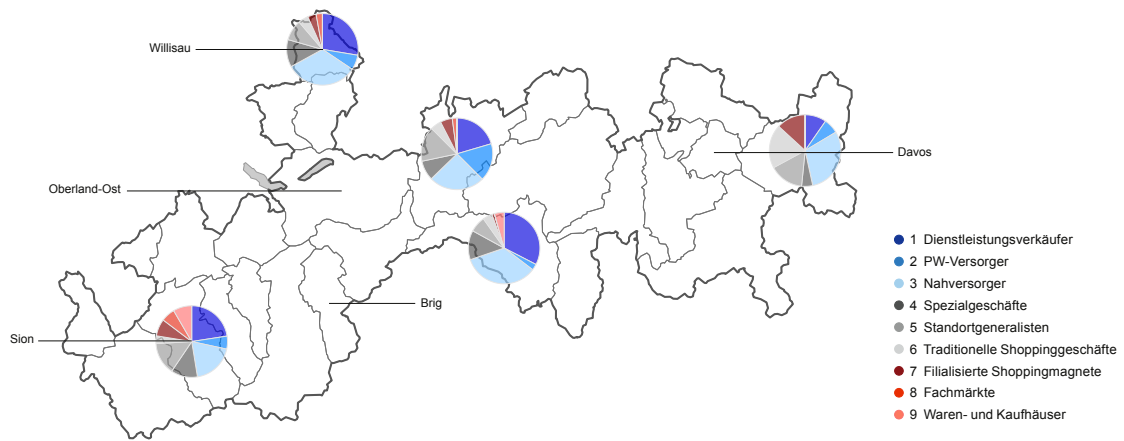 Willisau
Davos
Oberland-Ost
Brig
Sion
1 Dienstleistungsverkäufer
2 PW-Versorger
3 Nahversorger
4 Spezialgeschäfte
5 Standortgeneralisten
6 Traditionelle Shoppinggeschäfte
7 Filialisierte Shoppingmagnete
8 Fachmärkte
9 Waren- und Kaufhäuser